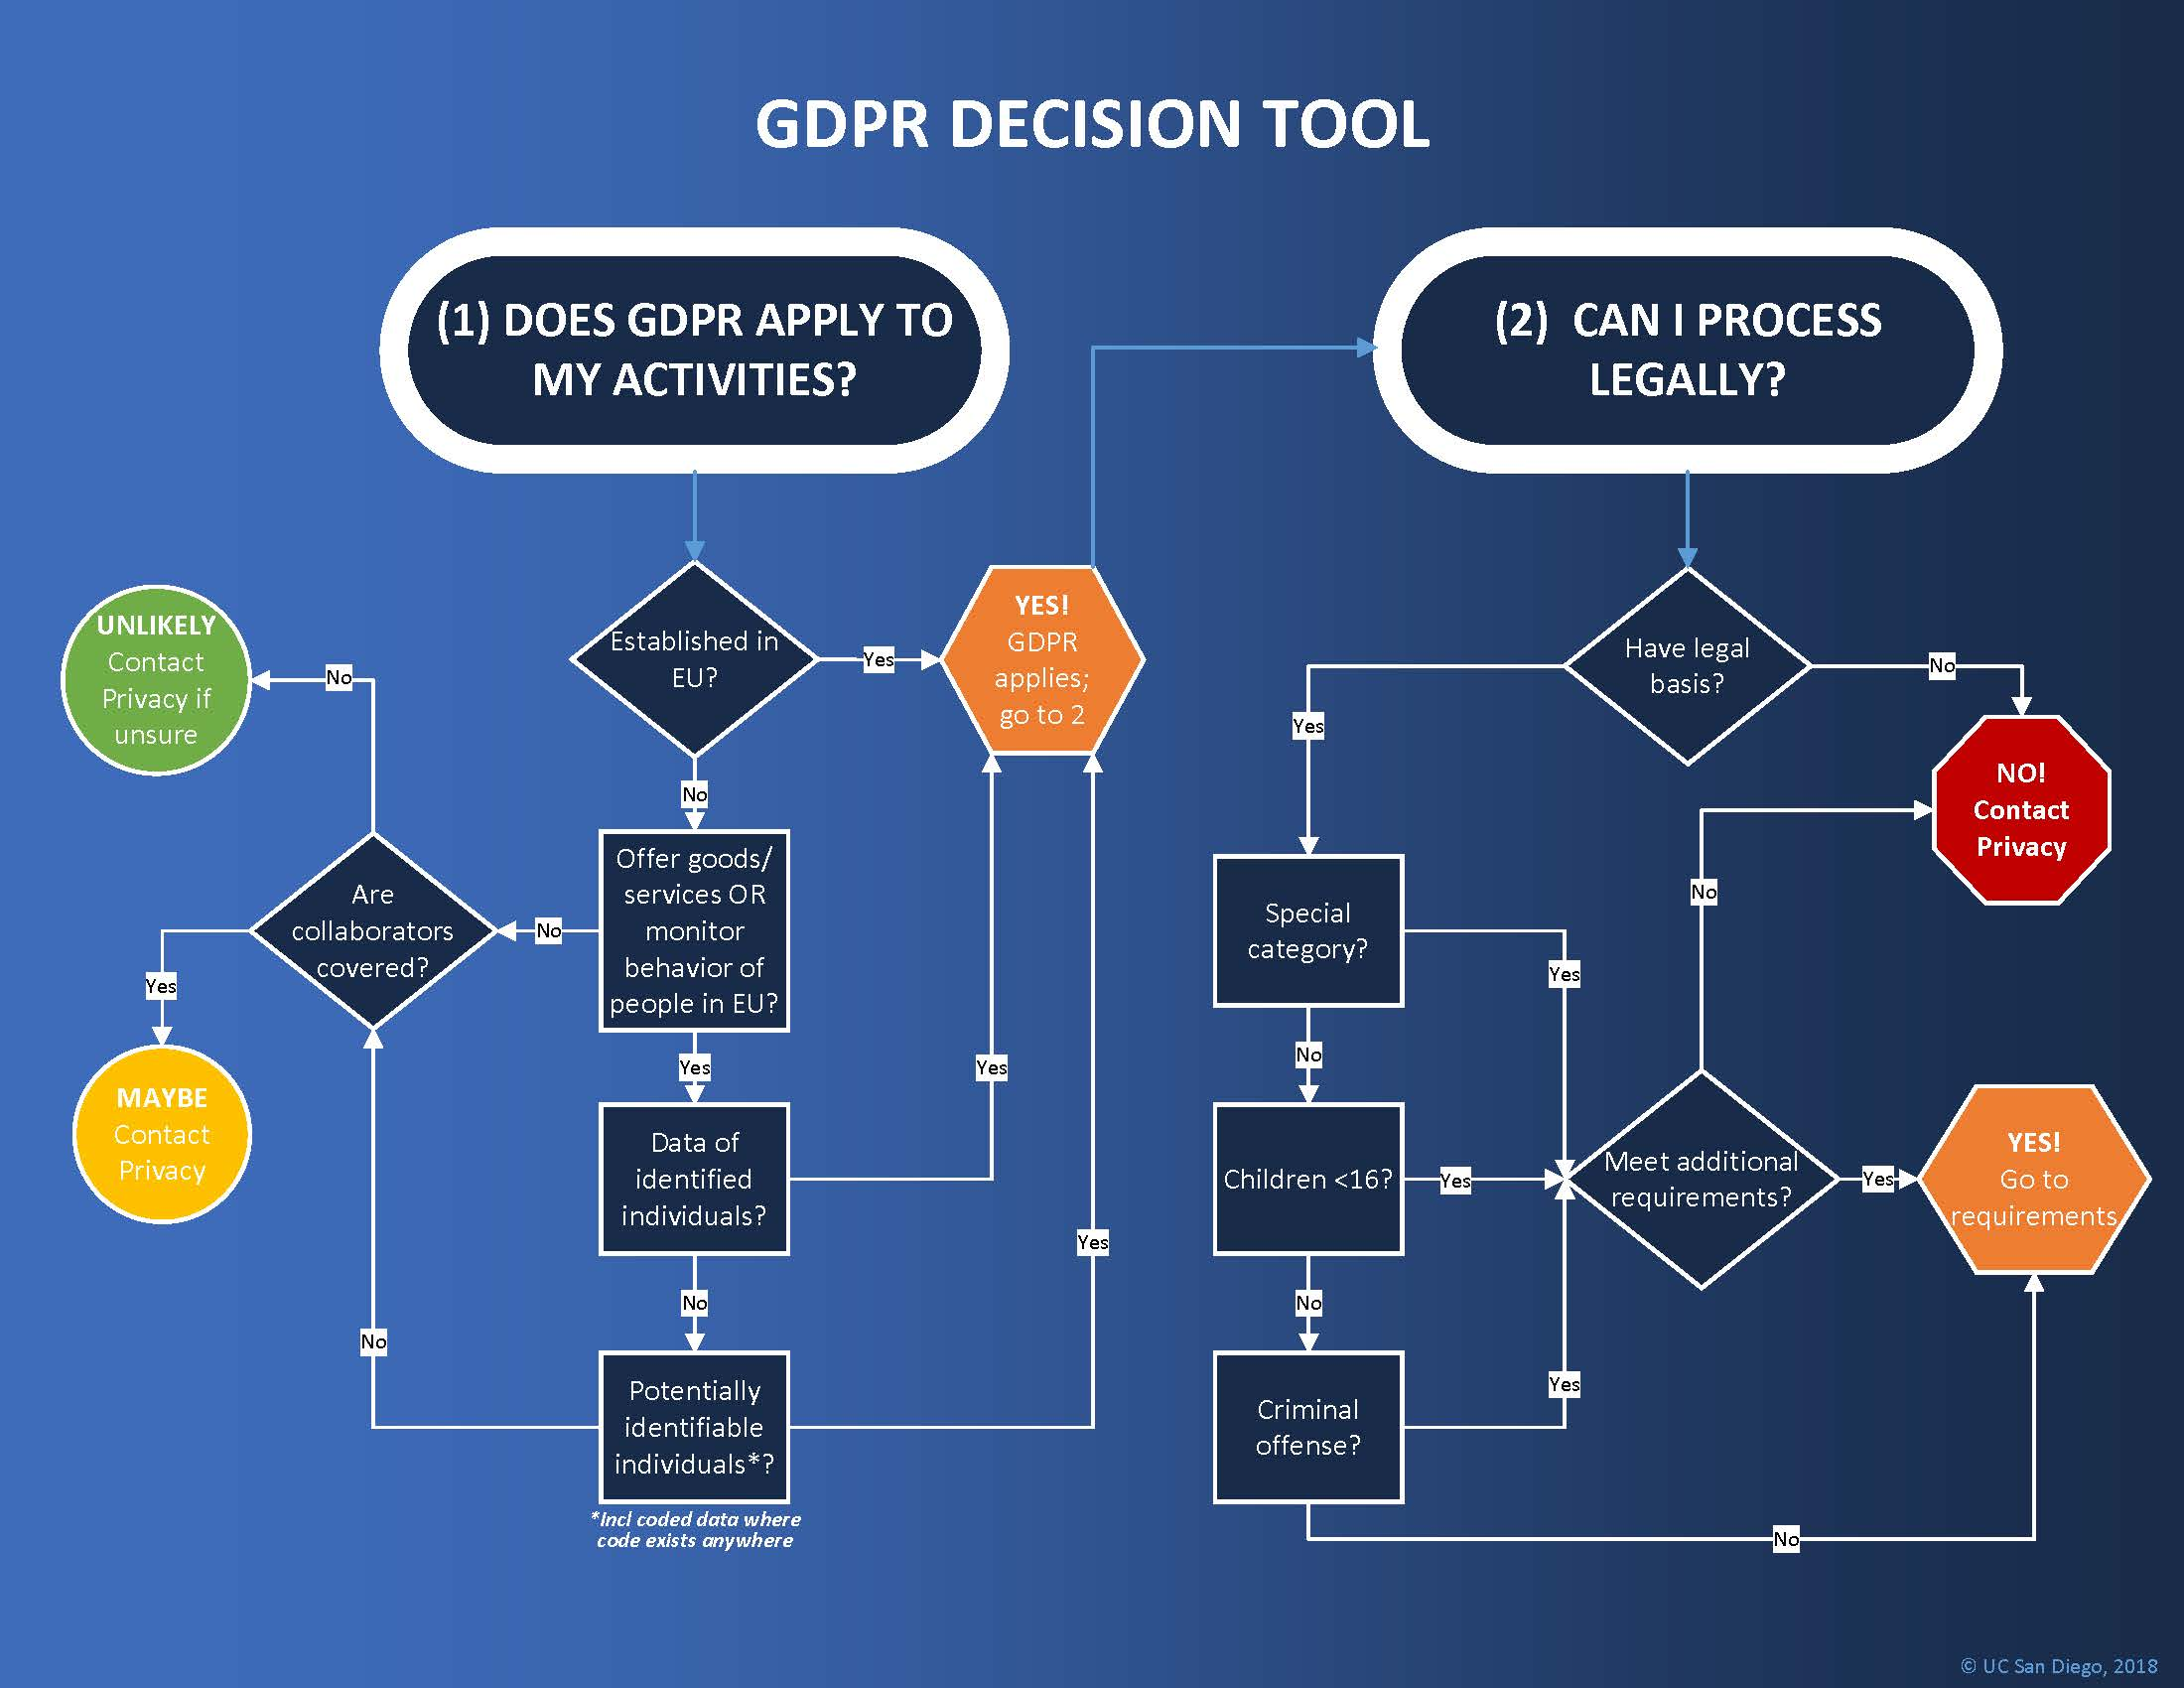 GDPR DECISION TOOL
(1) DOES GDPR APPLY TO
MY ACTIVITIES?
(2) CAN I PROCESS
LEGALLY?
Established in
EU?
Yes
YES!
GDPR
applies;
go to 2
No
UNLIKELY
Contact
Privacy if
unsure
No
Offer goods/
services OR
monitor
behavior of
people in EU?
No
Are
collaborators
covered?
Yes
MAYBE
Contact
Privacy
Yes
Data of
identified
individuals?
Yes
No
Potentially
identifiable
individuals*?
Yes
No
*Incl coded data where
code exists anywhere
Have legal
basis?
No
NO!
Contact
Privacy
Yes
Special
category?
Yes
No
Children <16?
Yes
No
Criminal
offense?
Yes
No
Meet additional
requirements?
No
Yes
YES!
Go to
requirements
© UC San Diego, 2018